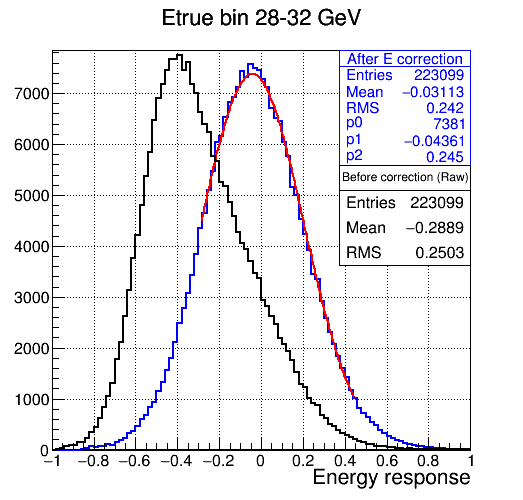 Etrue bin 28-32 GeV
After E correction
Entries 223099
Mean −0.03113
RMS 0.242
p0 7381
p1 −0.04361
p2 0.245
Before correction (Raw)
Entries 223099
Mean −0.2889
RMS 0.2503
7000
6000
5000
4000
3000
2000
1000
0
−1 −0.8 −0.6 −0.4 −0.2 0 0.2 0.4 0.6 0.8 1
Energy response